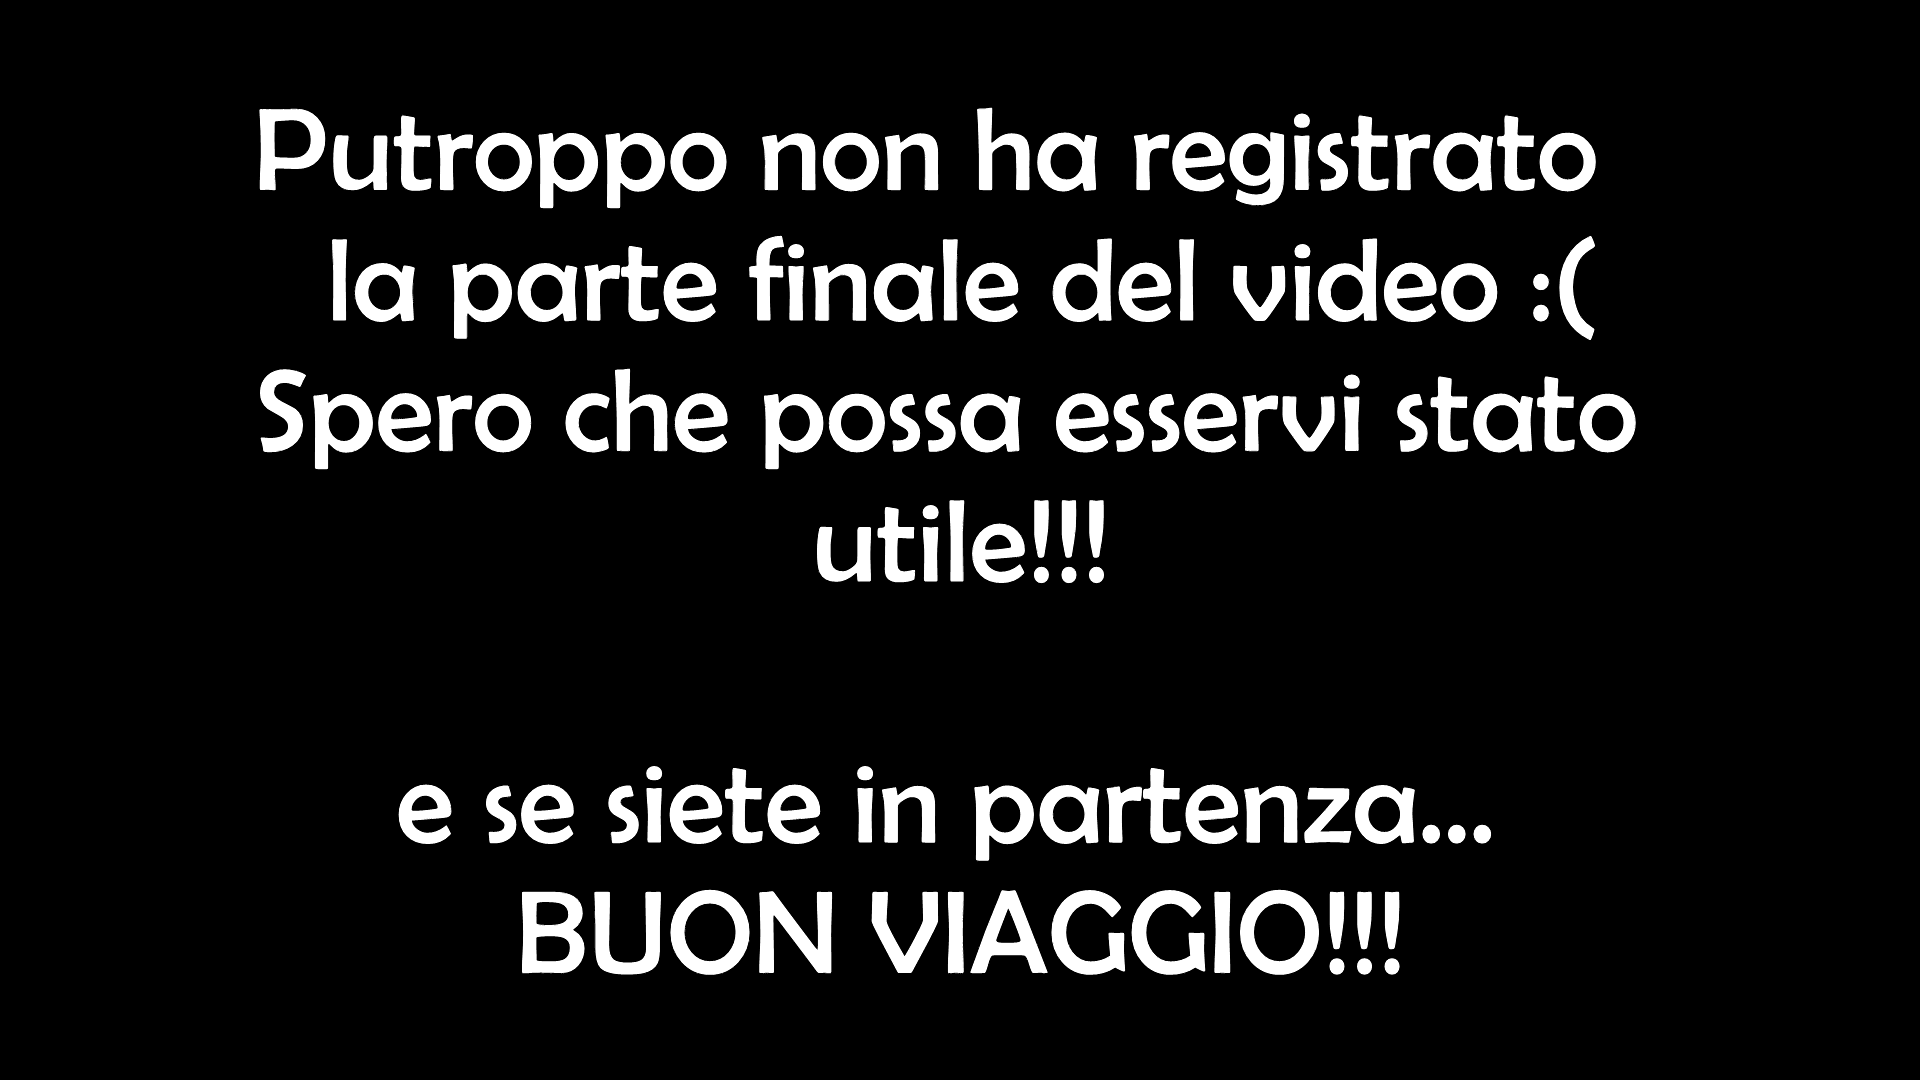 Putroppo non ha registrato
la parte finale del video :(
Spero che possa esservi stato
utile!!!
e se siete in partenza...
BUON VIAGGIO!!!